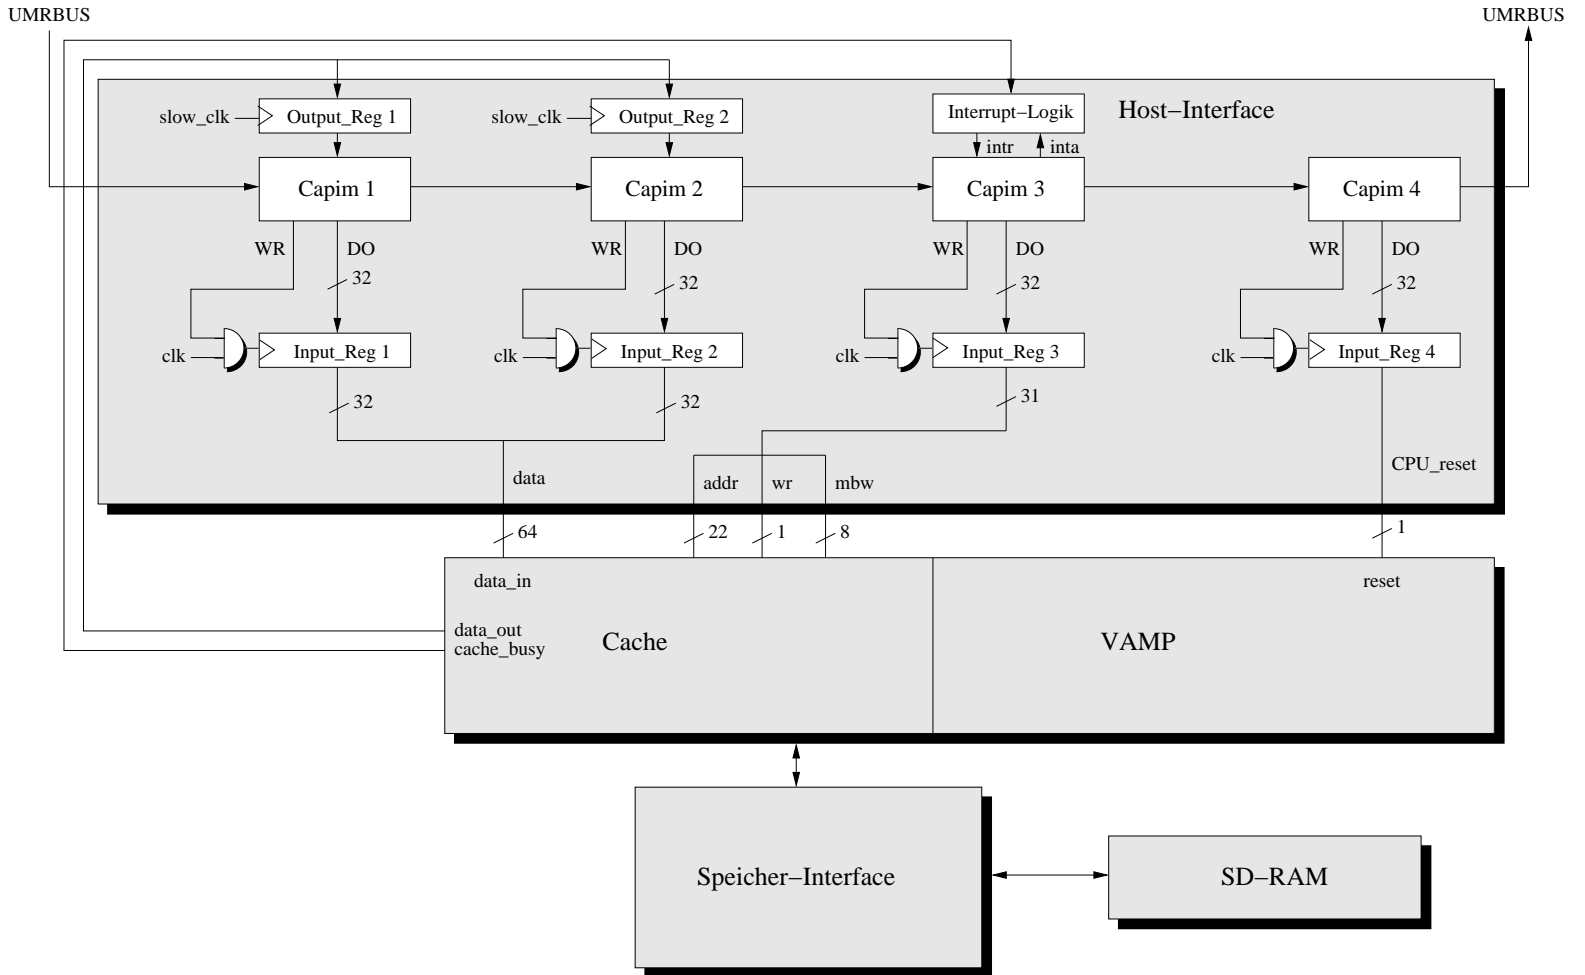 UMRBUS
UMRBUS
slow_clk
Output_Reg 1
slow_clk
Output_Reg 2
Interrupt−Logik
Host−Interface
intr
inta
Capim 1
Capim 2
Capim 3
Capim 4
WR
DO
WR
DO
WR
DO
WR
DO
32
32
32
32
clk
Input_Reg 1
clk
Input_Reg 2
clk
Input_Reg 3
clk
Input_Reg 4
32
32
31
data
addr
wr
mbw
CPU_reset
64
22
1
8
1
data_in
reset
data_out
cache_busy
Cache
VAMP
Speicher−Interface
SD−RAM